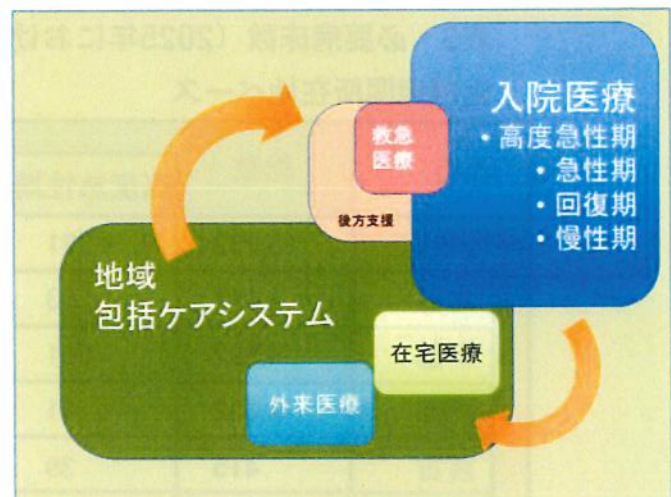 入院医療
・高度急性期
・急性期
・回復期
・慢性期
救急
医療
後方支援
地域
包括ケアシステム
在宅医療
外来医療